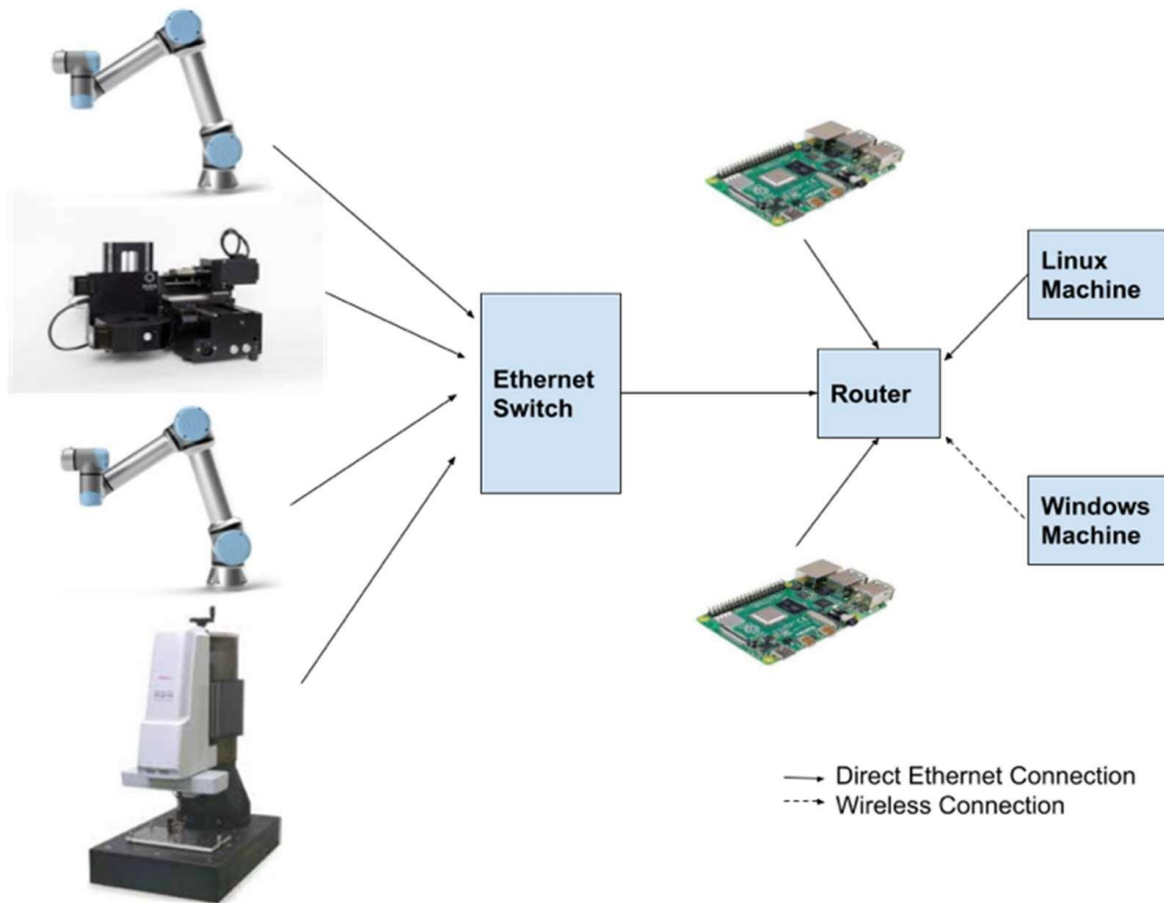 Ethernet
Switch
Router
Linux
Machine
Windows
Machine
Direct Ethernet Connection
Wireless Connection